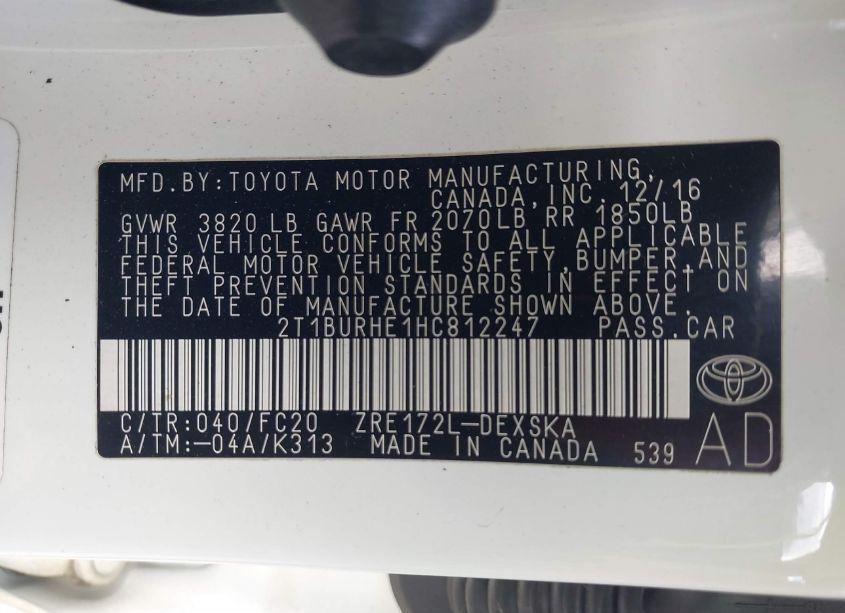 MFD.BY:TOYOTA MOTOR MANUFACTURING,
CANADA,INC. 12/16
GVWR 3820 LB GAWR FR 2070LB RR 1850LB
THIS VEHICLE CONFORMS TO ALL APPLICABLE
FEDERAL MOTOR VEHICLE SAFETY,BUMPER,AND
THEFT PREVENTION STANDARDS IN EFFECT ON
THE DATE OF MANUFACTURE SHOWN ABOVE.
2T1BURHE1HC812247 PASS.CAR
C/TR:040/FC20 ZRE172L-DEXSKA
A/TM:-04A/K313 MADE IN CANADA 539 AD